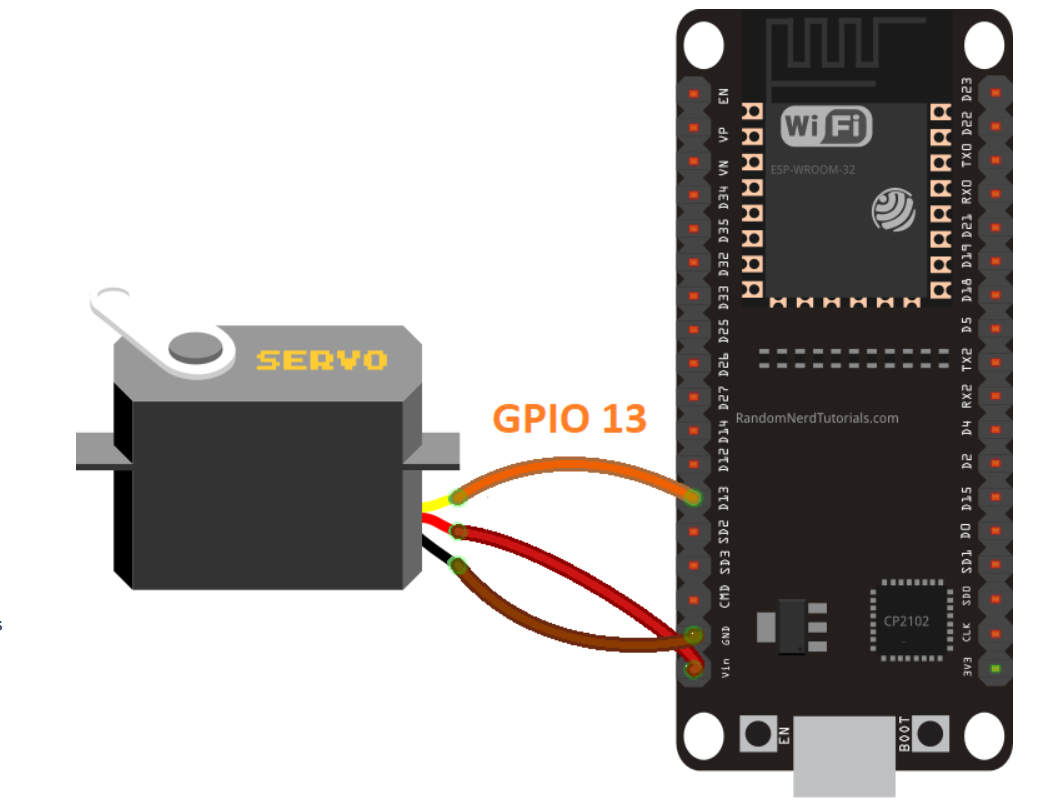 EN
VP
VN
D34
D35
D32
D33
D25
D26
D27
D14
D12
D13
SD2
SD3
CMD
GND
Vin
WiFi
ESP-WROOM-32
D23
D22
TX0
RX0
D21
D19
D18
D5
TX2
RX2
D4
D2
D15
D0
SD1
SD0
CLK
3V3
SERVO
GPIO 13
RandomNerdTutorials.com
CP2102
EN
BOOT
s